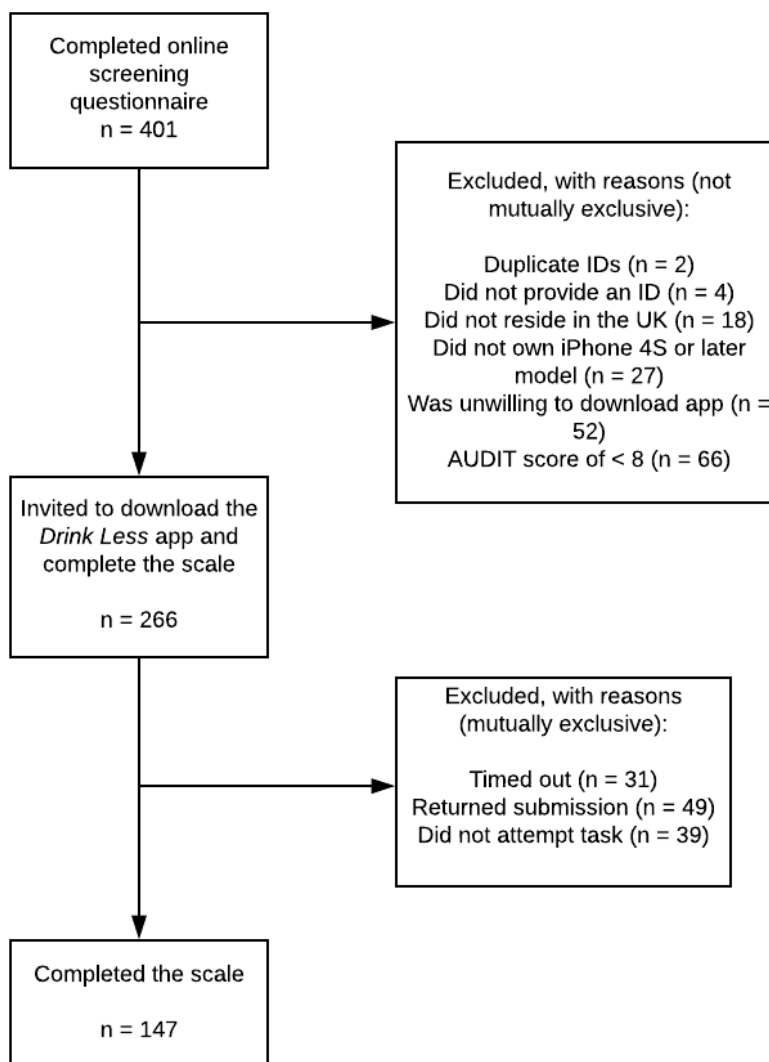 Completed online
screening
questionnaire
n = 401
Excluded, with reasons (not
mutually exclusive):
Duplicate IDs (n = 2)
Did not provide an ID (n = 4)
Did not reside in the UK (n = 18)
Did not own iPhone 4S or later
model (n = 27)
Was unwilling to download app (n =
52)
AUDIT score of < 8 (n = 66)
Invited to download the
Drink Less app and
complete the scale
n = 266
Excluded, with reasons
(mutually exclusive):
Timed out (n = 31)
Returned submission (n = 49)
Did not attempt task (n = 39)
Completed the scale
n = 147